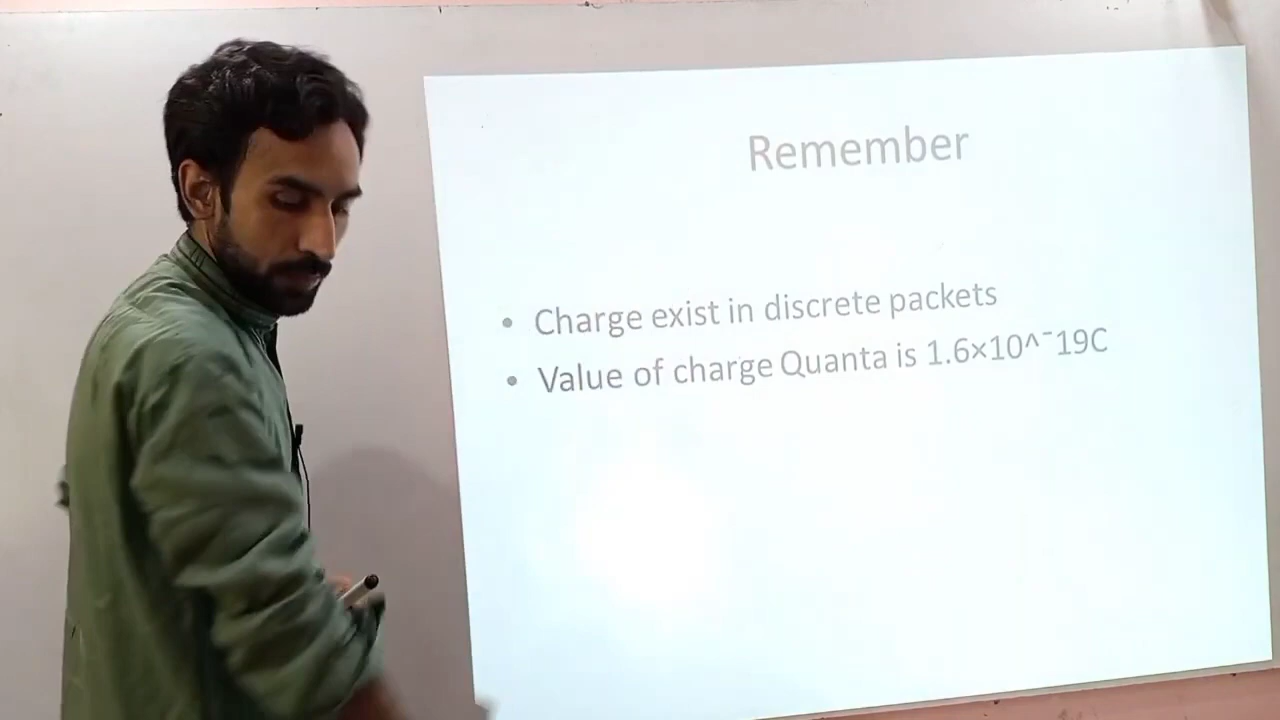 Remember
• Charge exist in discrete packets
• Value of charge Quanta is 1.6×10^¯19C